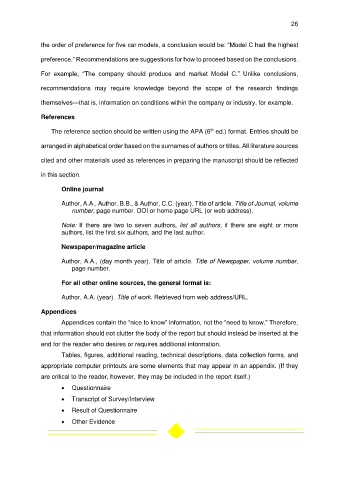 26
the order of preference for five car models, a conclusion would be: “Model C had the highest
preference.” Recommendations are suggestions for how to proceed based on the conclusions.
For example, “The company should produce and market Model C.” Unlike conclusions,
recommendations may require knowledge beyond the scope of the research findings
themselves—that is, information on conditions within the company or industry, for example.
References
The reference section should be written using the APA (6th ed.) format. Entries should be
arranged in alphabetical order based on the surnames of authors or titles. All literature sources
cited and other materials used as references in preparing the manuscript should be reflected
in this section.
Online journal
Author, A.A., Author, B.B., & Author, C.C. (year). Title of article. Title of Journal, volume
number, page number. DOI or home page URL (or web address).
Note: If there are two to seven authors, list all authors; if there are eight or more
authors, list the first six authors, and the last author.
Newspaper/magazine article
Author, A.A., (day month year). Title of article. Title of Newspaper, volume number,
page number.
For all other online sources, the general format is:
Author, A.A. (year). Title of work. Retrieved from web address/URL.
Appendices
Appendices contain the “nice to know” information, not the “need to know.” Therefore,
that information should not clutter the body of the report but should instead be inserted at the
end for the reader who desires or requires additional information.
Tables, figures, additional reading, technical descriptions, data collection forms, and
appropriate computer printouts are some elements that may appear in an appendix. (If they
are critical to the reader, however, they may be included in the report itself.)
• Questionnaire
• Transcript of Survey/Interview
• Result of Questionnaire
• Other Evidence